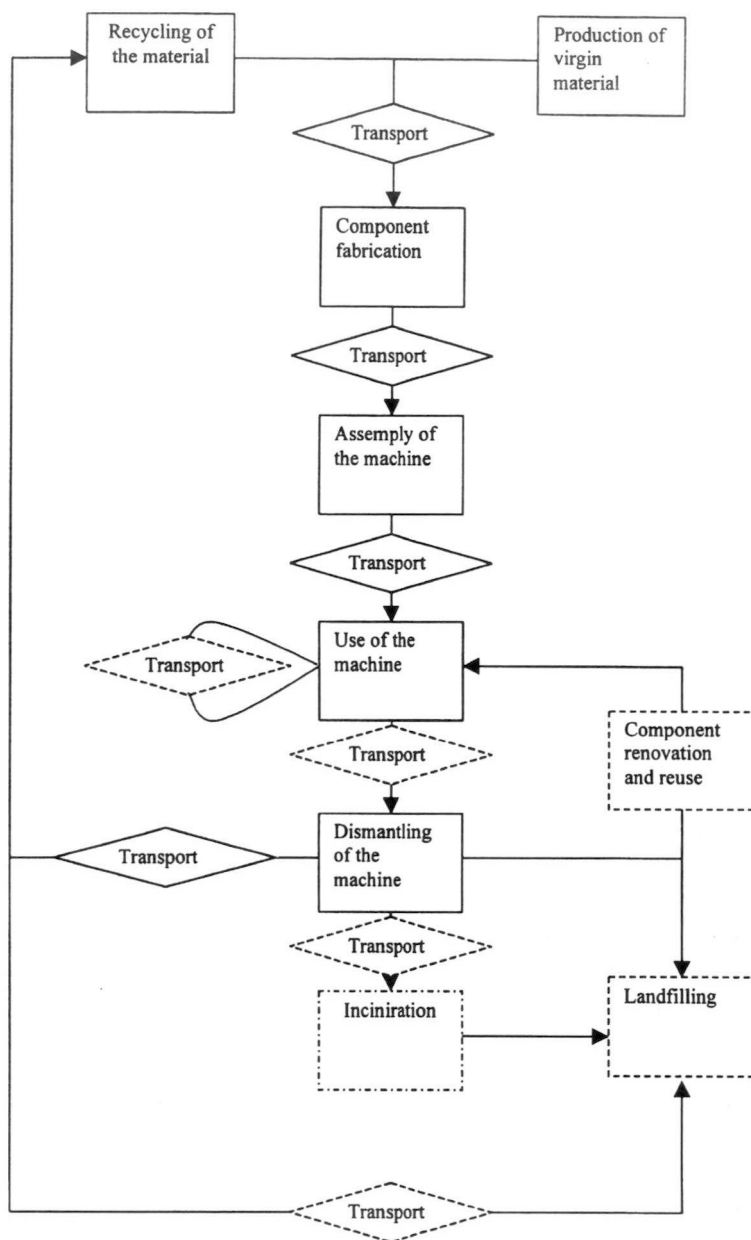 Recycling of
the material
Production of
virgin
material
Transport
Component
fabrication
Transport
Assemply of
the machine
Transport
Use of the
machine
Transport
Transport
Component
renovation
and reuse
Dismantling
of the
machine
Transport
Transport
Inciniration
Landfilling
Transport